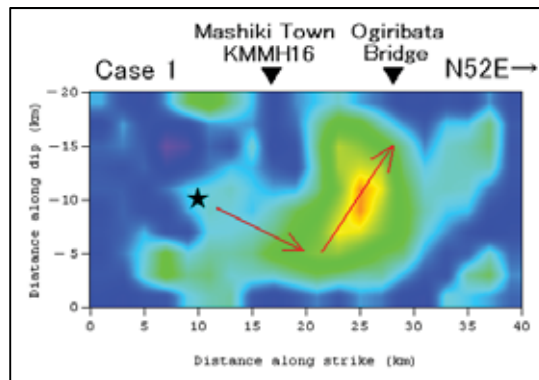 Mashiki Town Ogiribata
KMMH16 Bridge
Case 1 ▼ ▼ N52E→
-20
-15
-10
-5
0
Distance along dip (km)
0 5 10 15 20 25 30 35 40
Distance along strike (km)